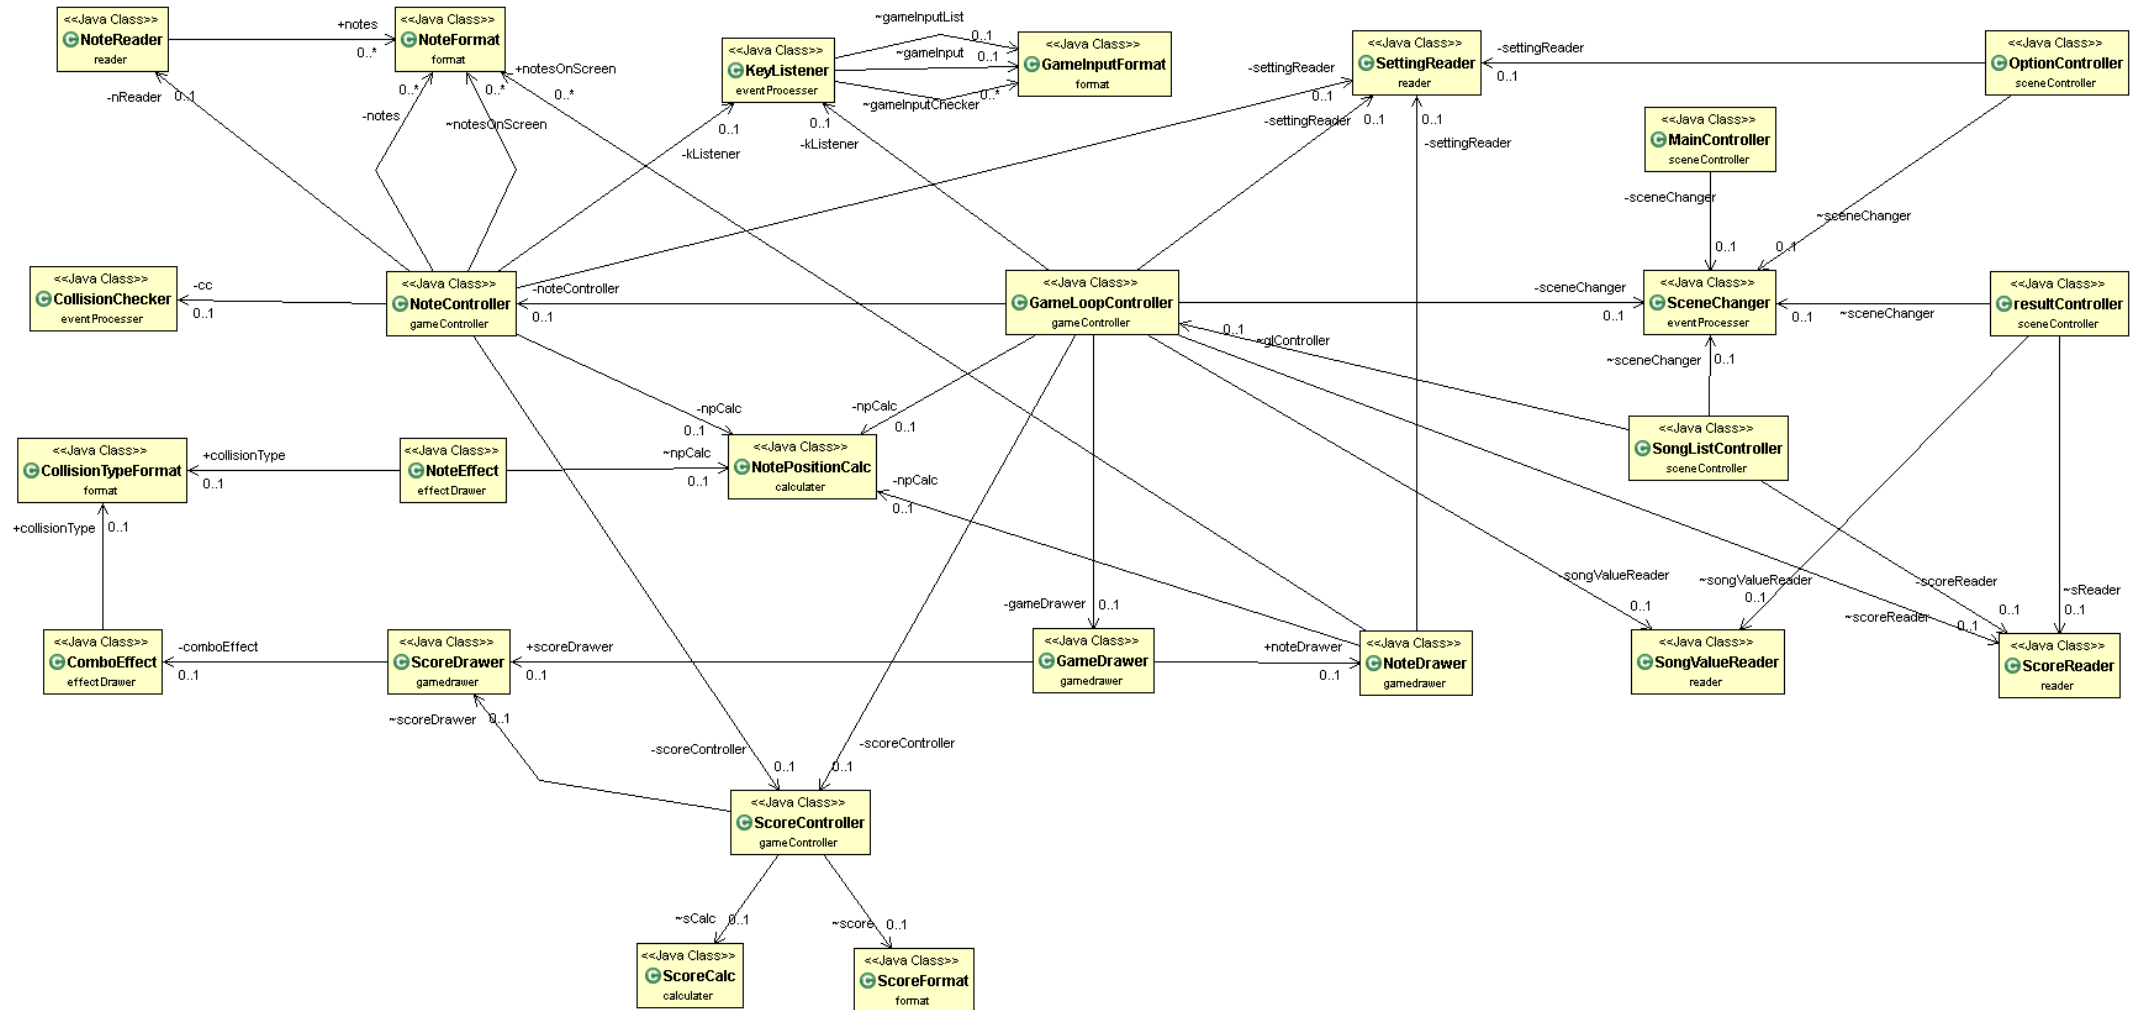 <<Java Class>>
NoteReader
reader
+notes
0..*
<<Java Class>>
NoteFormat
format
~gameInputList
0..1
~gameInput
0..1
~gameInputChecker
0..*
<<Java Class>>
KeyListener
eventProcesser
<<Java Class>>
GameInputFormat
format
<<Java Class>>
SettingReader
reader
-settingReader
0..1
<<Java Class>>
OptionController
sceneController
-nReader
0..1
-notes
0..*
~notesOnScreen
0..*
+notesOnScreen
0..*
0..1
-kListener
0..1
-kListener
-settingReader
0..1
-settingReader
0..1
0..1
-settingReader
<<Java Class>>
MainController
sceneController
-sceneChanger
0..1
~sceneChanger
0..1
<<Java Class>>
CollisionChecker
eventProcesser
-cc
0..1
<<Java Class>>
NoteController
gameController
-noteController
0..1
<<Java Class>>
GameLoopController
gameController
-sceneChanger
0..1
<<Java Class>>
SceneChanger
eventProcesser
0..1
~sceneChanger
<<Java Class>>
resultController
sceneController
0..1
~glController
~sceneChanger
0..1
-npCalc
0..1
-npCalc
0..1
<<Java Class>>
SongListController
sceneController
<<Java Class>>
CollisionTypeFormat
format
+collisionType
0..1
<<Java Class>>
NoteEffect
effectDrawer
~npCalc
0..1
<<Java Class>>
NotePositionCalc
calculater
-npCalc
0..1
+collisionType
0..1
-gameDrawer
0..1
-songValueReader
0..1
~songValueReader
0..1
-scoreReader
0..1
~scoreReader
0..1
~sReader
0..1
<<Java Class>>
ComboEffect
effectDrawer
-comboEffect
0..1
<<Java Class>>
ScoreDrawer
gamedrawer
+scoreDrawer
0..1
<<Java Class>>
GameDrawer
gamedrawer
+noteDrawer
0..1
<<Java Class>>
NoteDrawer
gamedrawer
<<Java Class>>
SongValueReader
reader
<<Java Class>>
ScoreReader
reader
~scoreDrawer
0..1
-scoreController
0..1
-scoreController
0..1
<<Java Class>>
ScoreController
gameController
~sCalc
0..1
~score
0..1
<<Java Class>>
ScoreCalc
calculater
<<Java Class>>
ScoreFormat
format